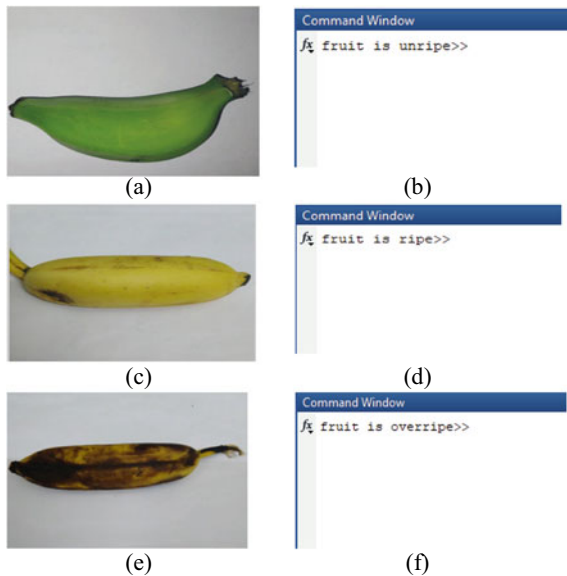 Command Window
fx fruit is unripe>>
(a)
(b)
Command Window
fx fruit is ripe>>
(c)
(d)
Command Window
fx fruit is overripe>>
(e)
(f)